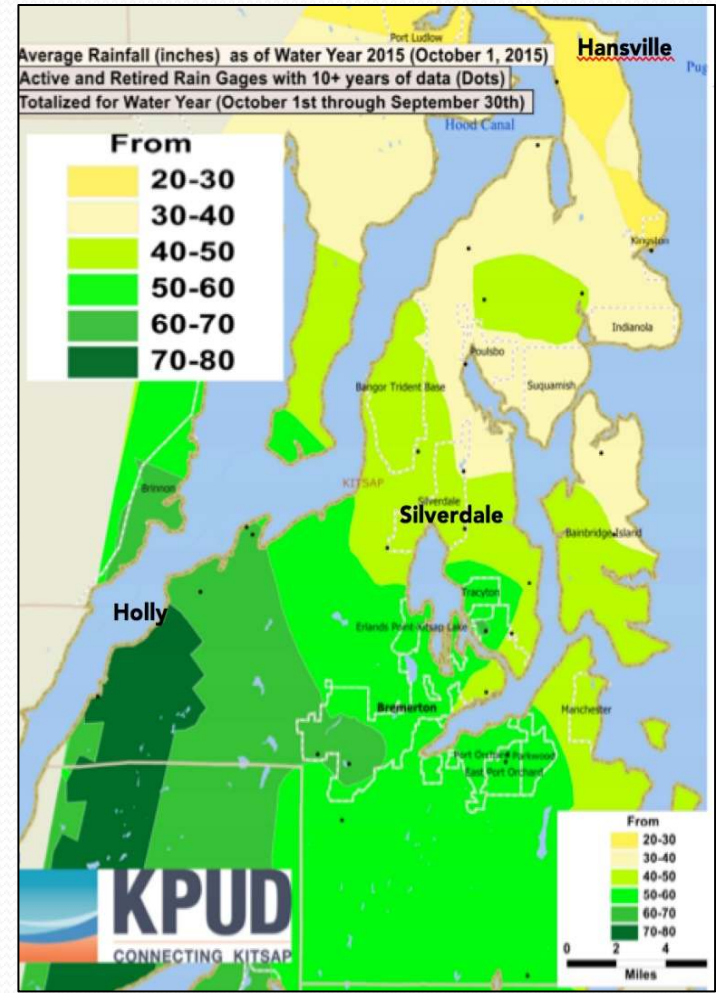 Port Ludlow
Hansville
Average Rainfall (inches) as of Water Year 2015 (October 1, 2015)
Active and Retired Rain Gages with 10+ years of data (Dots)
Totalized for Water Year (October 1st through September 30th)
Pug
Hood Canal
From
20-30
30-40
40-50
50-60
60-70
70-80
Kingston
Indianola
Poulsbo
Bangor Trident Base
Suquamish
KITSAP
Brinnon
Silverdale
Silverdale
Bainbridge Island
Tracyton
Holly
Erlands Point-Kitsap Lake
Bremerton
Manchester
Port Orchard Parkwood
East Port Orchard
From
20-30
30-40
40-50
50-60
60-70
70-80
0 2 4
Miles
KPUD
CONNECTING KITSAP